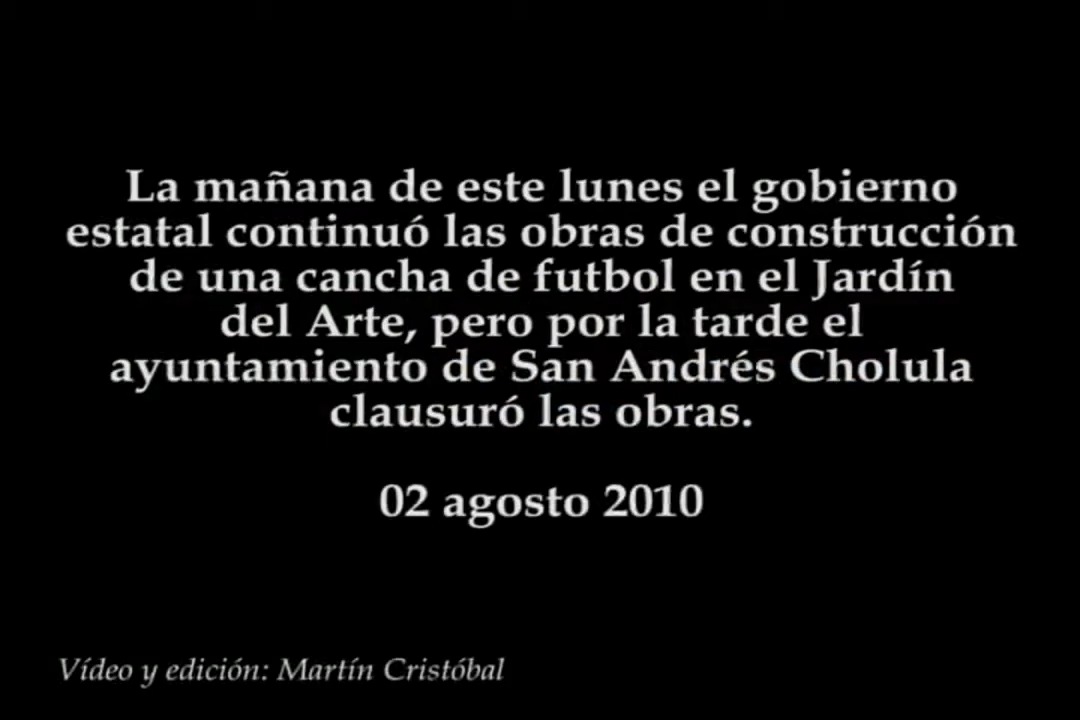 La mañana de este lunes el gobierno
estatal continuó las obras de construcción
de una cancha de futbol en el Jardín
del Arte, pero por la tarde el
ayuntamiento de San Andrés Cholula
clausuró las obras.
02 agosto 2010
Vídeo y edición: Martín Cristóbal